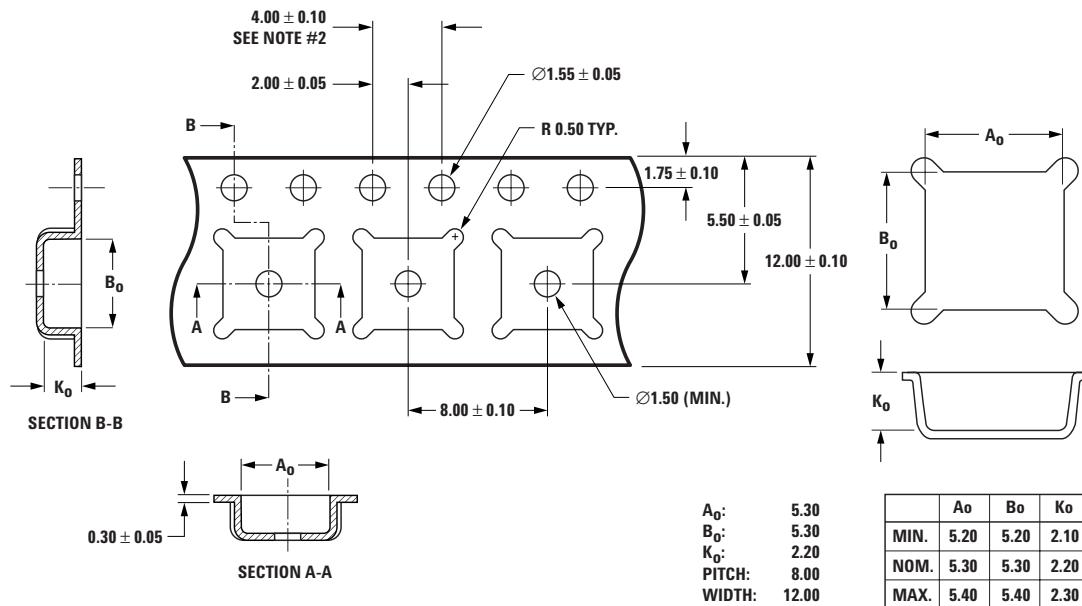 4.00 ± 0.10
SEE NOTE #2
2.00 ± 0.05
∅1.55 ± 0.05
B
R 0.50 TYP.
1.75 ± 0.10
5.50 ± 0.05
12.00 ± 0.10
A₀
B₀
B₀
A
A
K₀
B
8.00 ± 0.10
∅1.50 (MIN.)
K₀
SECTION B-B
A₀
0.30 ± 0.05
SECTION A-A
A₀: 5.30
B₀: 5.30
K₀: 2.20
PITCH: 8.00
WIDTH: 12.00
Ao Bo Ko
MIN. 5.20 5.20 2.10
NOM. 5.30 5.30 2.20
MAX. 5.40 5.40 2.30